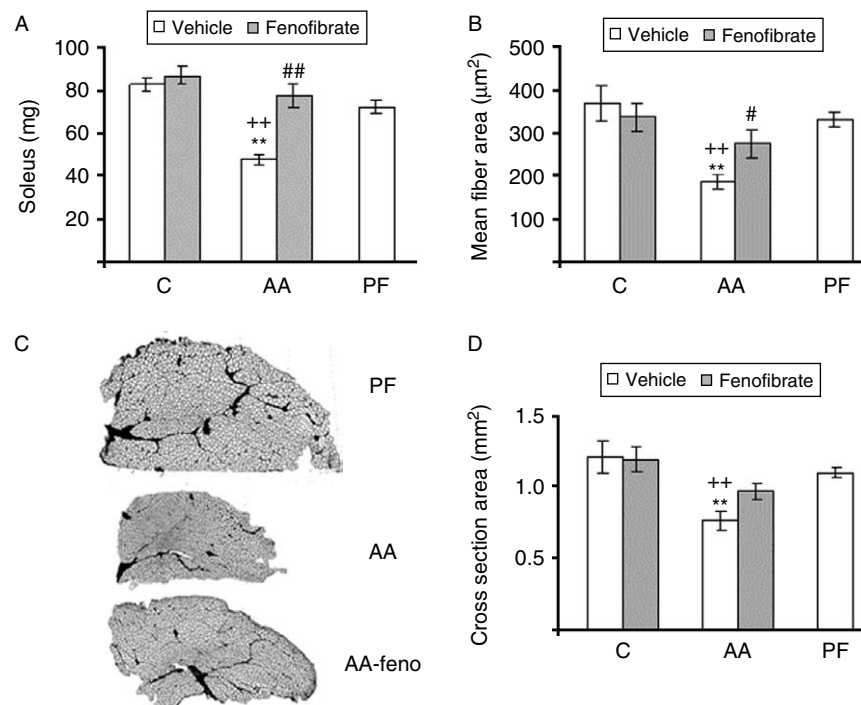 A
Vehicle Fenofibrate
Soleus (mg)
100
80
60
40
20
++
**
##
C AA PF
B
Vehicle Fenofibrate
Mean fiber area (μm²)
500
400
300
200
100
++
**
#
C AA PF
C
PF
AA
AA-feno
D
Vehicle Fenofibrate
Cross section area (mm²)
1.5
1.0
0.5
++
**
C AA PF